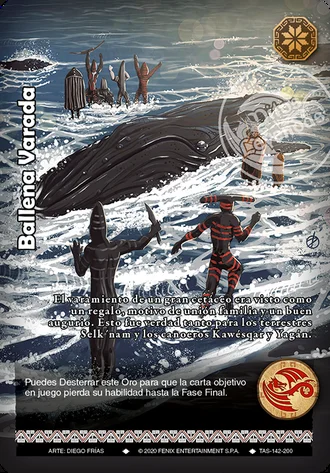 Ballena Varada
El varamiento de un gran cetáceo era visto como
un regalo, motivo de unión familia y un buen
augurio. Esto fue verdad tanto para los terrestres
Selk´nam y los canoeros Kawésqar y Yagán.
Puedes Desterrar este Oro para que la carta objetivo
en juego pierda su habilidad hasta la Fase Final.
ARTE: DIEGO FRÍAS ◆ © 2020 FENIX ENTERTAINMENT S.P.A. ◆ TAS-142-200